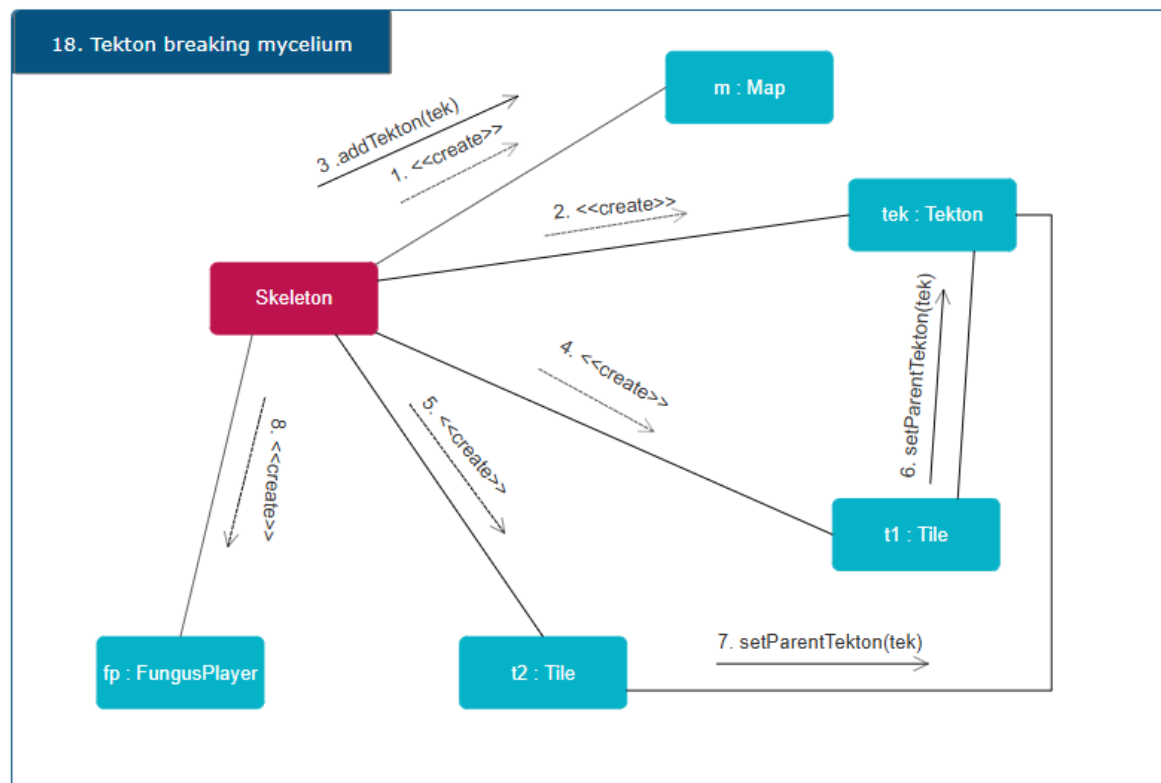 18. Tekton breaking mycelium
m : Map
3 .addTekton(tek)
1. <<create>>
2. <<create>>
tek : Tekton
Skeleton
4. <<create>>
6. setParentTekton(tek)
5. <<create>>
8. <<create>>
t1 : Tile
7. setParentTekton(tek)
fp : FungusPlayer
t2 : Tile